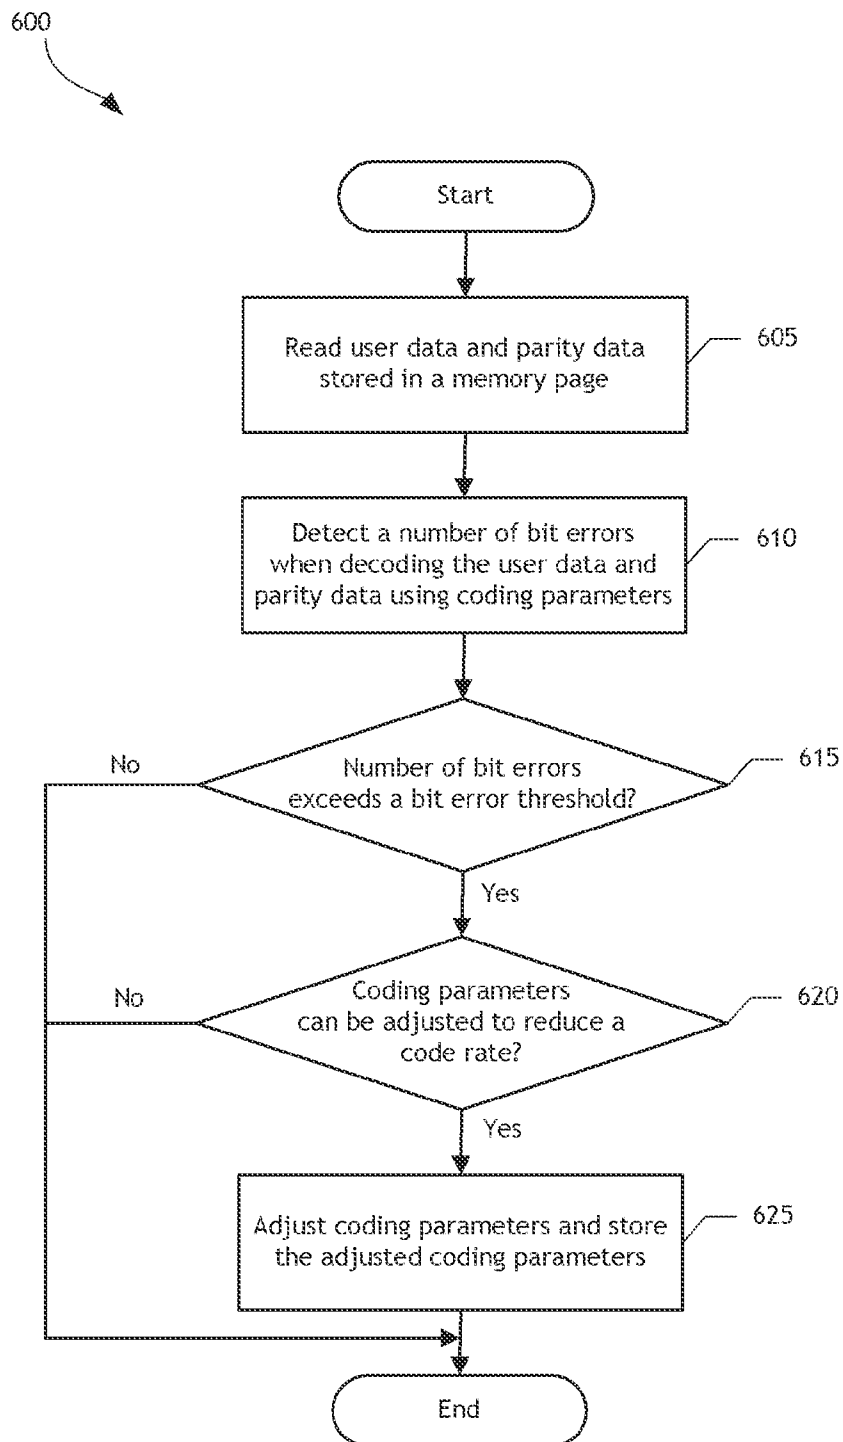 600
Start
Read user data and parity data
stored in a memory page
605
Detect a number of bit errors
when decoding the user data and
parity data using coding parameters
610
Number of bit errors
exceeds a bit error threshold?
615
No
Yes
Coding parameters
can be adjusted to reduce a
code rate?
620
No
Yes
Adjust coding parameters and store
the adjusted coding parameters
625
End